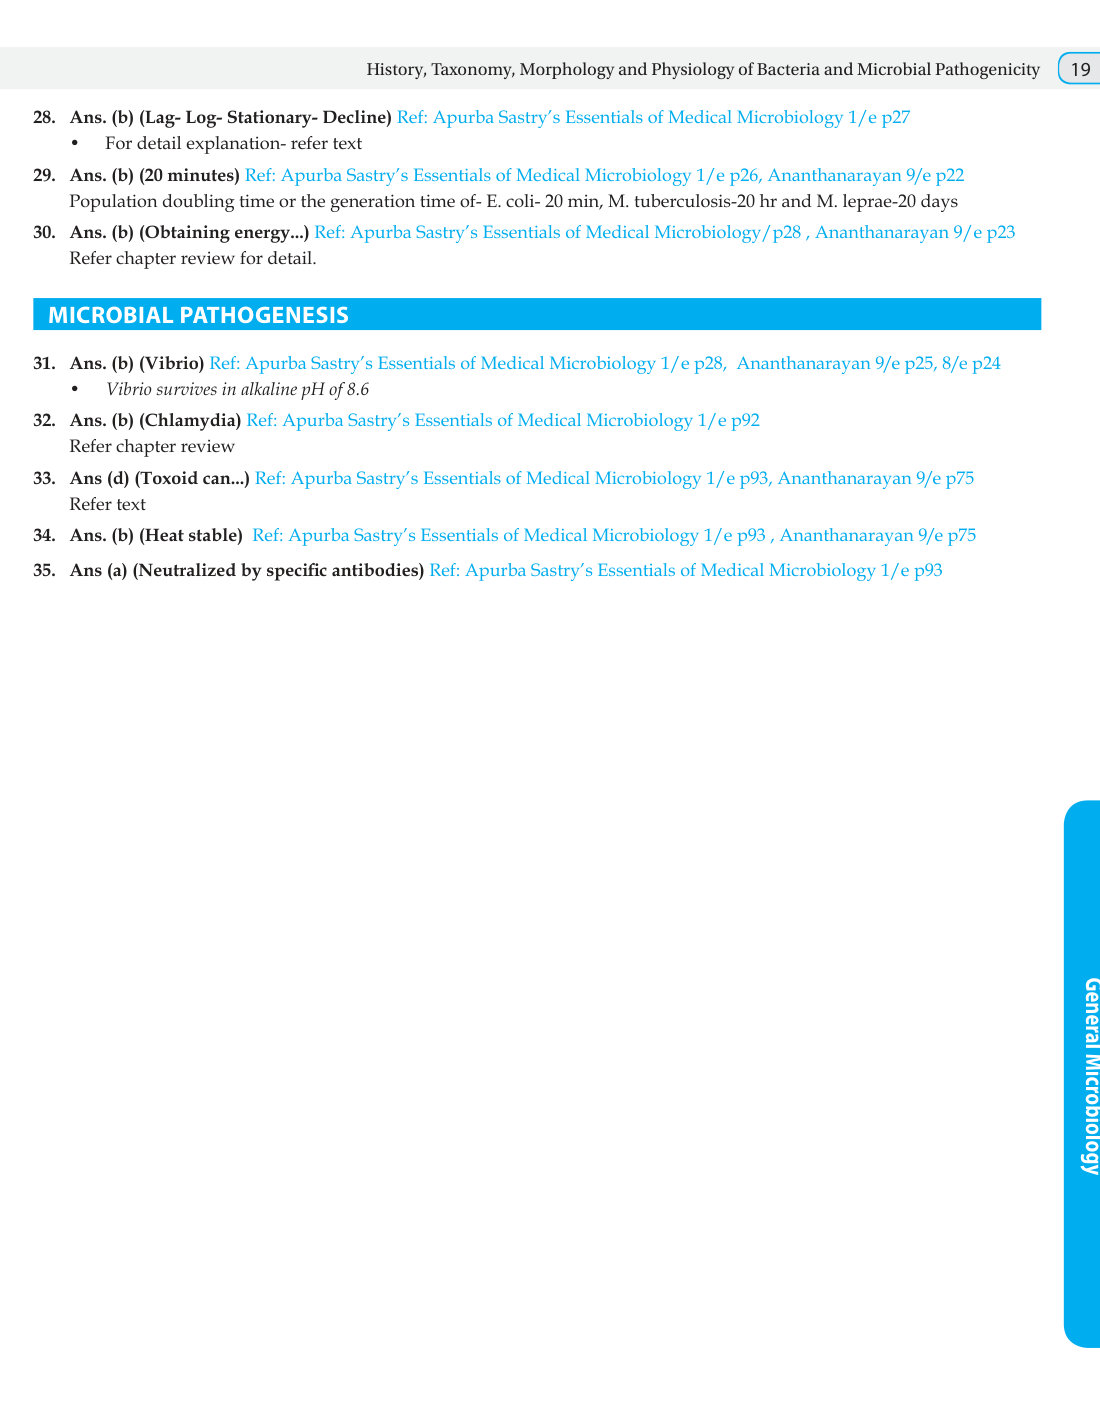 History, Taxonomy, Morphology and Physiology of Bacteria and Microbial Pathogenicity 19
28. Ans. (b) (Lag- Log- Stationary- Decline) Ref: Apurba Sastry’s Essentials of Medical Microbiology 1/e p27
• For detail explanation- refer text
29. Ans. (b) (20 minutes) Ref: Apurba Sastry’s Essentials of Medical Microbiology 1/e p26, Ananthanarayan 9/e p22
Population doubling time or the generation time of- E. coli- 20 min, M. tuberculosis-20 hr and M. leprae-20 days
30. Ans. (b) (Obtaining energy...) Ref: Apurba Sastry’s Essentials of Medical Microbiology/p28 , Ananthanarayan 9/e p23
Refer chapter review for detail.
MICROBIAL PATHOGENESIS
31. Ans. (b) (Vibrio) Ref: Apurba Sastry’s Essentials of Medical Microbiology 1/e p28, Ananthanarayan 9/e p25, 8/e p24
• Vibrio survives in alkaline pH of 8.6
32. Ans. (b) (Chlamydia) Ref: Apurba Sastry’s Essentials of Medical Microbiology 1/e p92
Refer chapter review
33. Ans (d) (Toxoid can...) Ref: Apurba Sastry’s Essentials of Medical Microbiology 1/e p93, Ananthanarayan 9/e p75
Refer text
34. Ans. (b) (Heat stable) Ref: Apurba Sastry’s Essentials of Medical Microbiology 1/e p93 , Ananthanarayan 9/e p75
35. Ans (a) (Neutralized by specific antibodies) Ref: Apurba Sastry’s Essentials of Medical Microbiology 1/e p93
General Microbiology